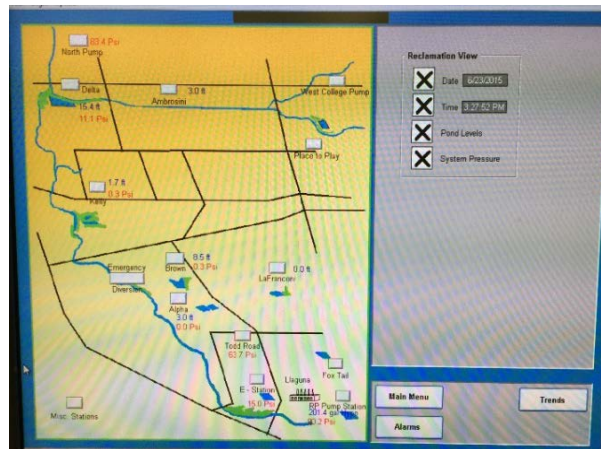 63.4 Psi
North Pump
Delta
3.0 ft
Ambrosini
West College Pump
15.4 ft
11.1 Psi
Place to Play
1.7 ft
0.3 Psi
Kelly
Emergency
Diversion
Brown
8.5 ft
0.3 Psi
LaFranconi
0.0 ft
Alpha
3.0 ft
0.0 Psi
Todd Road
63.7 Psi
Fox Tail
E - Station
15.0 Psi
Llaguna
RP Pump Station
201.4 gal
Misc. Stations
Reclamation View
Date 6/23/2015
Time 3:27:52 PM
Pond Levels
System Pressure
Main Menu
Trends
Alarms